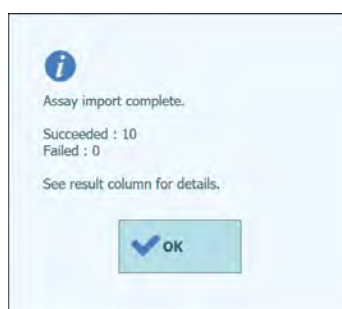 Assay import complete.
Succeeded : 10
Failed : 0
See result column for details.
OK